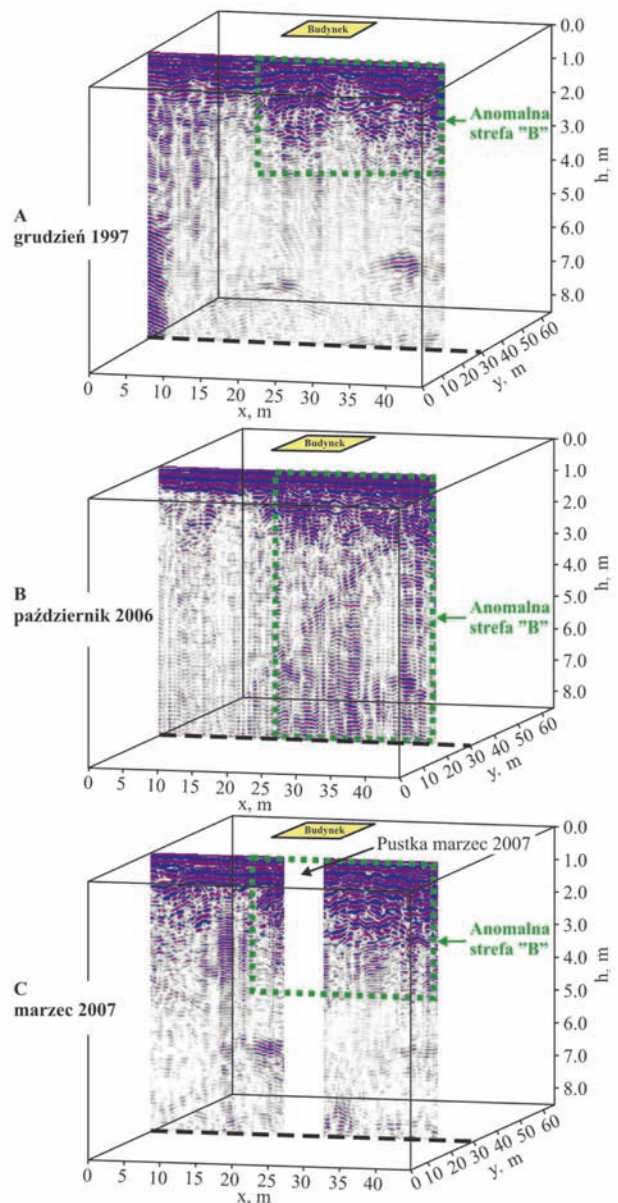 Budynek
0.0
1.0
2.0
3.0
4.0
5.0
6.0
7.0
8.0
h, m
Anomalna
strefa "B"
A
grudzień 1997
0 5 10 15 20 25 30 35 40
x, m
0 10 20 30 40 50 60
y, m
Budynek
0.0
1.0
2.0
3.0
4.0
5.0
6.0
7.0
8.0
h, m
Anomalna
strefa "B"
B
październik 2006
0 5 10 15 20 25 30 35 40
x, m
0 10 20 30 40 50 60
y, m
Budynek
Pustka marzec 2007
0.0
1.0
2.0
3.0
4.0
5.0
6.0
7.0
8.0
h, m
Anomalna
strefa "B"
C
marzec 2007
0 5 10 15 20 25 30 35 40
x, m
0 10 20 30 40 50 60
y, m